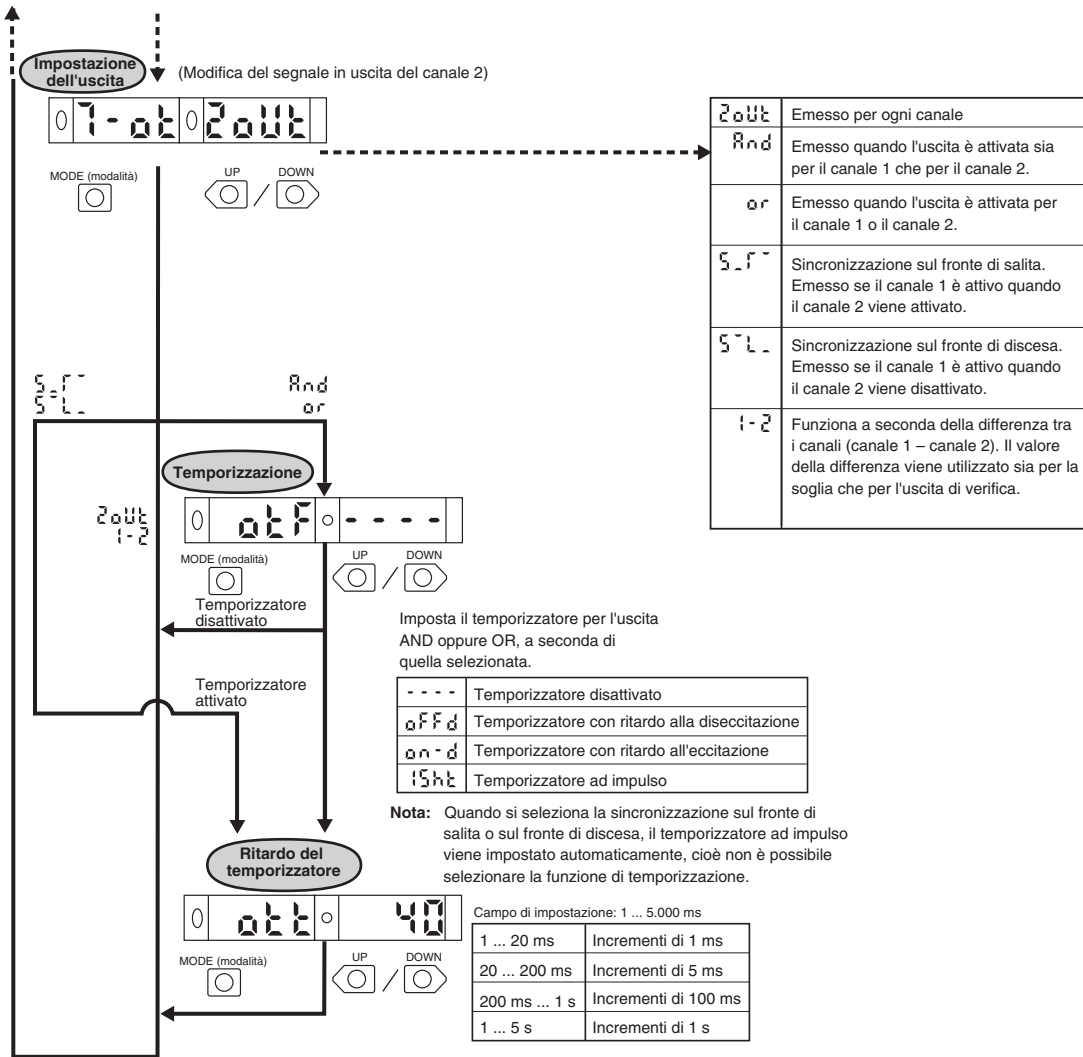 Impostazione
dell'uscita
(Modifica del segnale in uscita del canale 2)
7-ot 2oUt
MODE (modalità)
UP / DOWN
2oUt Emesso per ogni canale
And Emesso quando l'uscita è attivata sia
per il canale 1 che per il canale 2.
or Emesso quando l'uscita è attivata per
il canale 1 o il canale 2.
Sincronizzazione sul fronte di salita.
Emesso se il canale 1 è attivo quando
il canale 2 viene attivato.
Sincronizzazione sul fronte di discesa.
Emesso se il canale 1 è attivo quando
il canale 2 viene disattivato.
1-2 Funziona a seconda della differenza tra
i canali (canale 1 – canale 2). Il valore
della differenza viene utilizzato sia per la
soglia che per l'uscita di verifica.
And
or
Temporizzazione
2oUt
1-2
otF - - - -
MODE (modalità)
UP / DOWN
Temporizzatore
disattivato
Temporizzatore
attivato
Imposta il temporizzatore per l'uscita
AND oppure OR, a seconda di
quella selezionata.
- - - - Temporizzatore disattivato
oFFd Temporizzatore con ritardo alla diseccitazione
on-d Temporizzatore con ritardo all'eccitazione
1Sht Temporizzatore ad impulso
Nota: Quando si seleziona la sincronizzazione sul fronte di
salita o sul fronte di discesa, il temporizzatore ad impulso
viene impostato automaticamente, cioè non è possibile
selezionare la funzione di temporizzazione.
Ritardo del
temporizzatore
ott 40
MODE (modalità)
UP / DOWN
Campo di impostazione: 1 ... 5.000 ms
1 ... 20 ms Incrementi di 1 ms
20 ... 200 ms Incrementi di 5 ms
200 ms ... 1 s Incrementi di 100 ms
1 ... 5 s Incrementi di 1 s